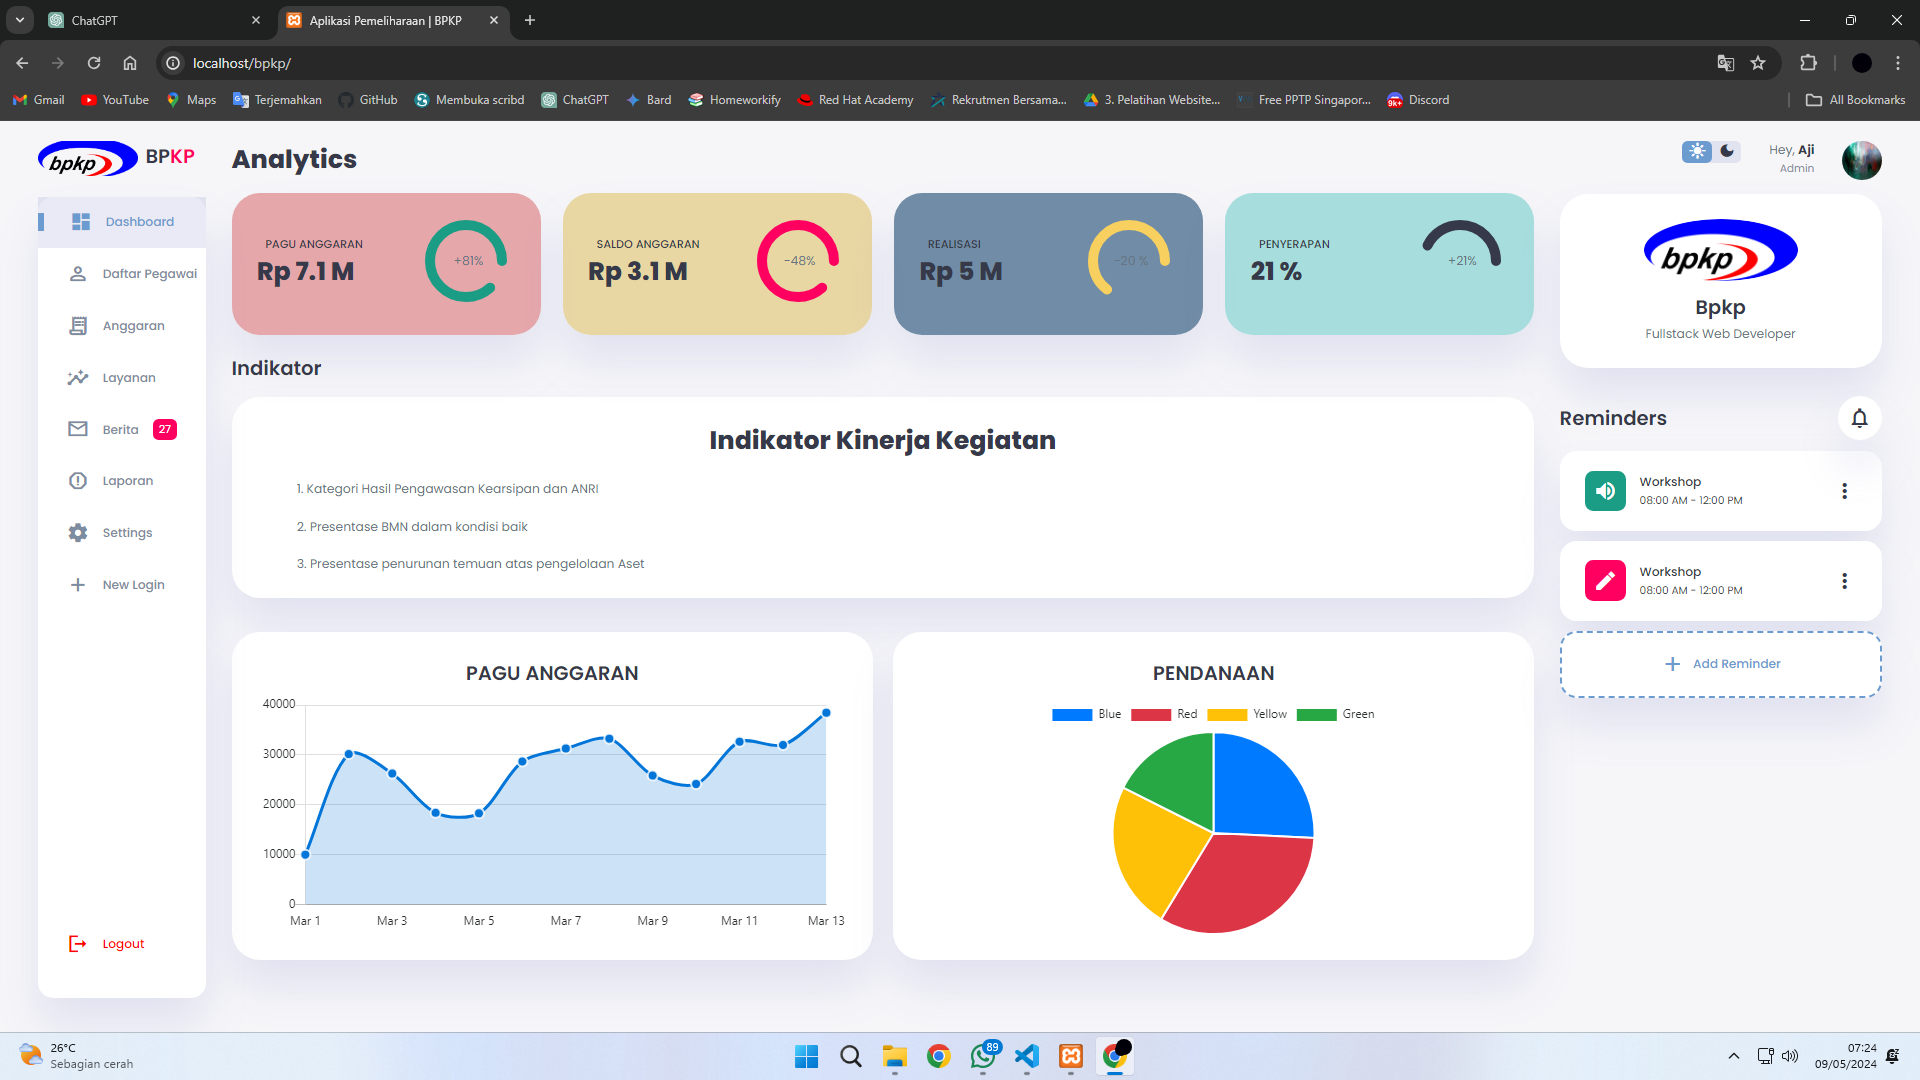 ChatGPT
Aplikasi Pemeliharaan | BPKP
localhost/bpkp/
Gmail
YouTube
Maps
Terjemahkan
GitHub
Membuka scribd
ChatGPT
Bard
Homeworkify
Red Hat Academy
Rekrutmen Bersama...
3. Pelatihan Website...
Free PPTP Singapor...
9k+
Discord
All Bookmarks
bpkp
BPKP
Analytics
Hey, Aji
Admin
Dashboard
Daftar Pegawai
Anggaran
Layanan
Berita 27
Laporan
Settings
New Login
Logout
PAGU ANGGARAN
Rp 7.1 M
+81%
SALDO ANGGARAN
Rp 3.1 M
-48%
REALISASI
Rp 5 M
-20 %
PENYERAPAN
21 %
+21%
Indikator
Indikator Kinerja Kegiatan
1. Kategori Hasil Pengawasan Kearsipan dan ANRI
2. Presentase BMN dalam kondisi baik
3. Presentase penurunan temuan atas pengelolaan Aset
PAGU ANGGARAN
40000
30000
20000
10000
0
Mar 1 Mar 3 Mar 5 Mar 7 Mar 9 Mar 11 Mar 13
PENDANAAN
Blue Red Yellow Green
bpkp
Bpkp
Fullstack Web Developer
Reminders
Workshop
08:00 AM - 12:00 PM
Workshop
08:00 AM - 12:00 PM
Add Reminder
26°C
Sebagian cerah
89
07:24
09/05/2024